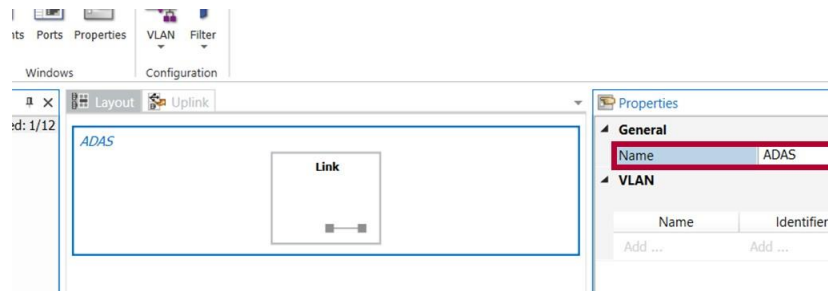 nts Ports Properties VLAN Filter
Windows Configuration
Layout Uplink
Properties
ed: 1/12
General
ADAS
Name ADAS
Link
VLAN
Name Identifier
Add ... Add ...